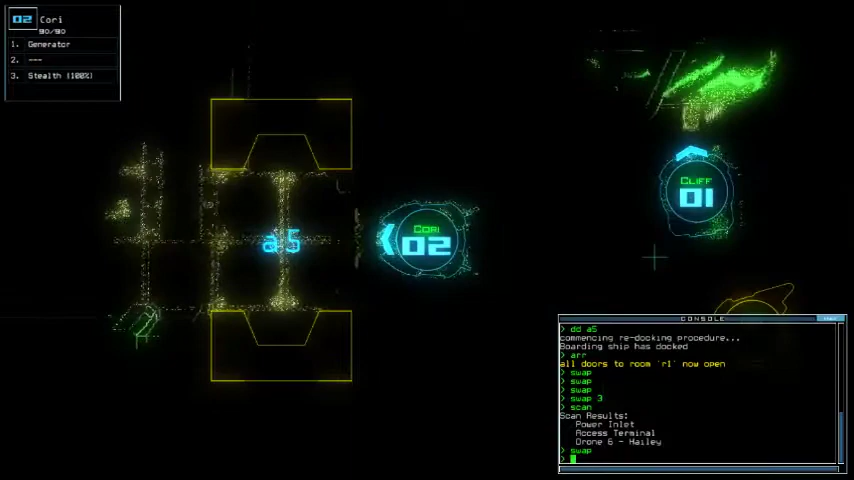 02 Cori
90/90
1. Generator
2. ---
3. Stealth (100%)
a5
Cori
02
Cliff
01
CONSOLE
> dd a5
commencing re-docking procedure...
Boarding ship has docked
> arr
all doors to room 'r1' now open
> swap
> swap
> swap
> swap 3
> scan
Scan Results:
Power Inlet
Access Terminal
Drone 6 - Hailey
> swap
>